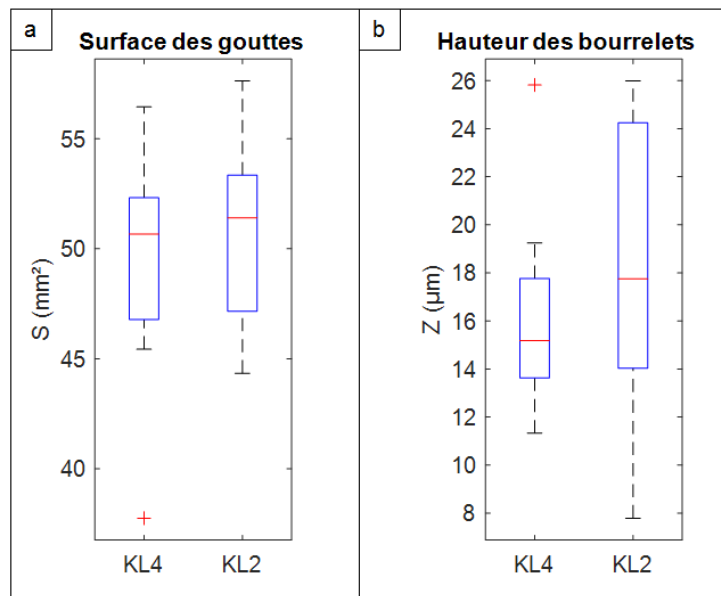 a
Surface des gouttes
55
50
45
40
S (mm²)
KL4 KL2
b
Hauteur des bourrelets
26
24
22
20
18
16
14
12
10
8
Z (µm)
KL4 KL2